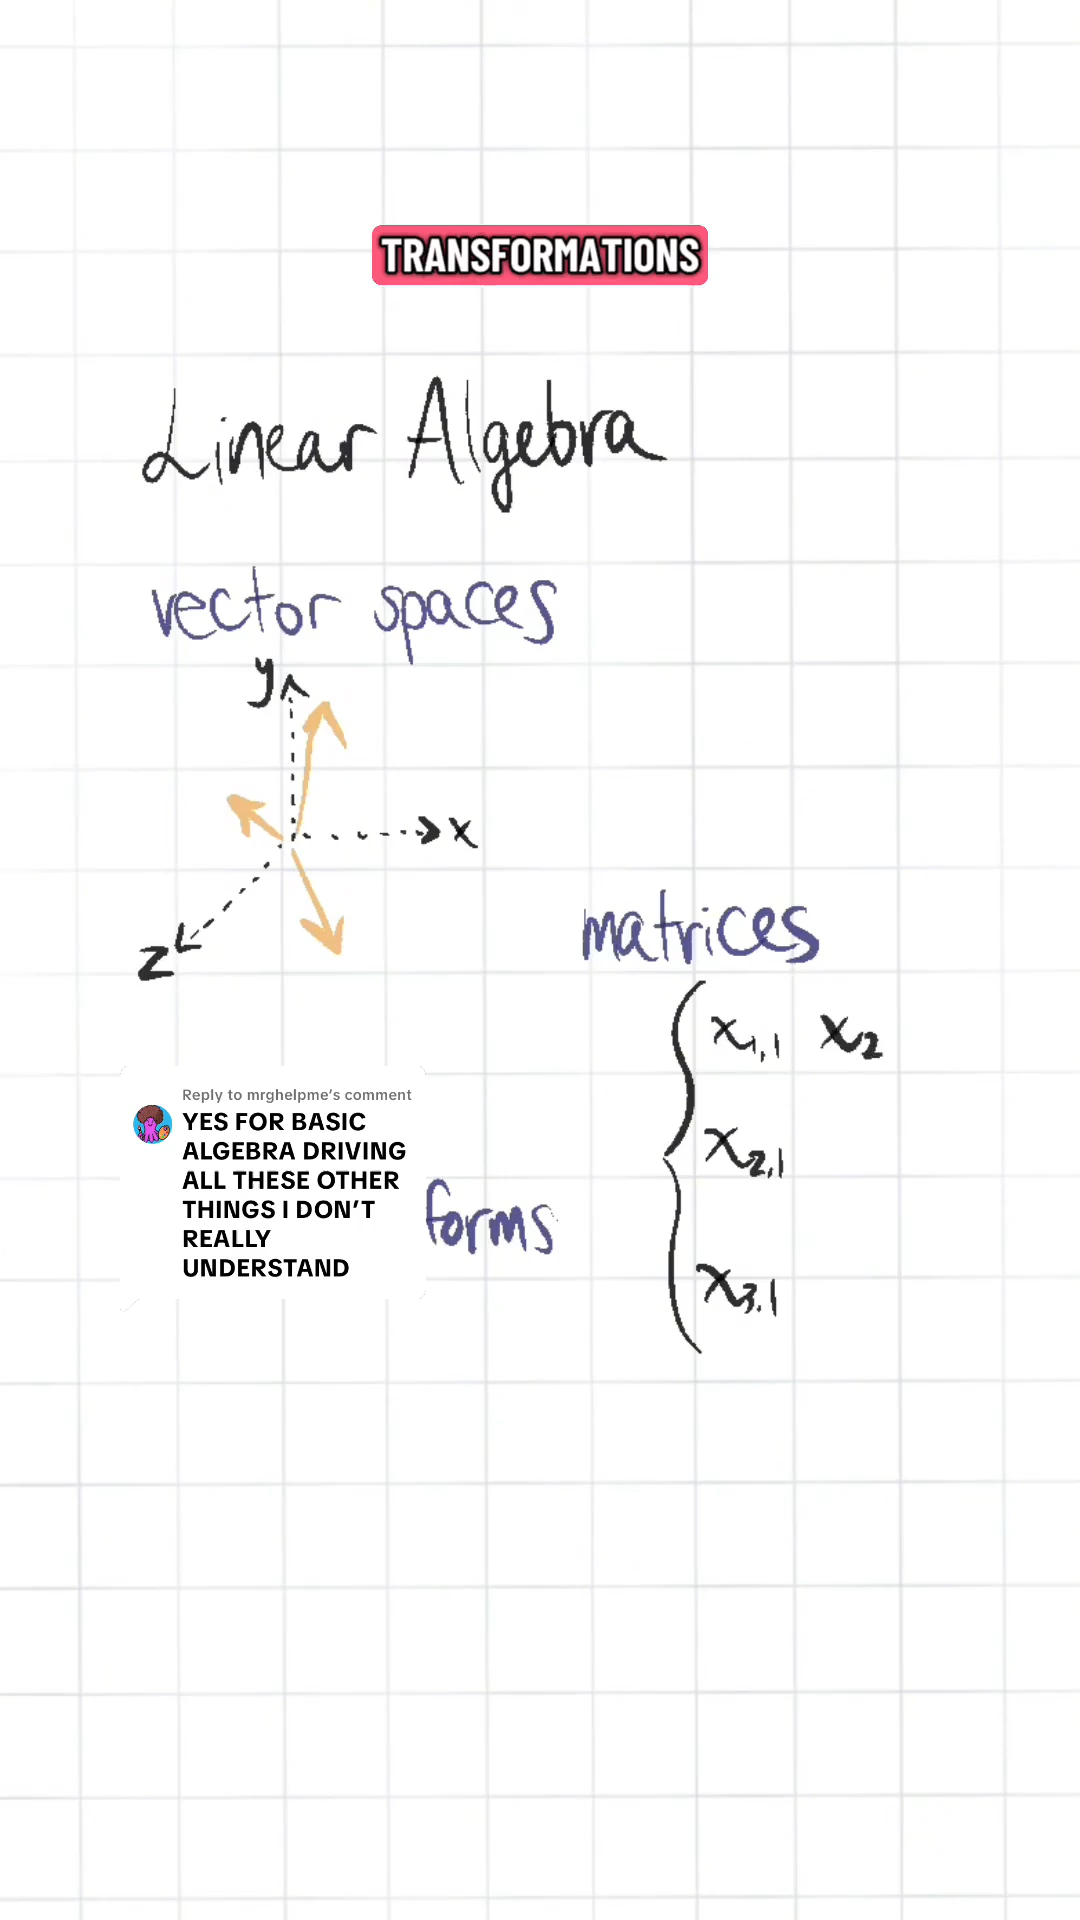 TRANSFORMATIONS
Linear Algebra
vector spaces
y
x
z
matrices
x1,1 x2
x2,1
x3,1
Reply to mrghelpme's comment
YES FOR BASIC
ALGEBRA DRIVING
ALL THESE OTHER
THINGS I DON'T
REALLY
UNDERSTAND
forms